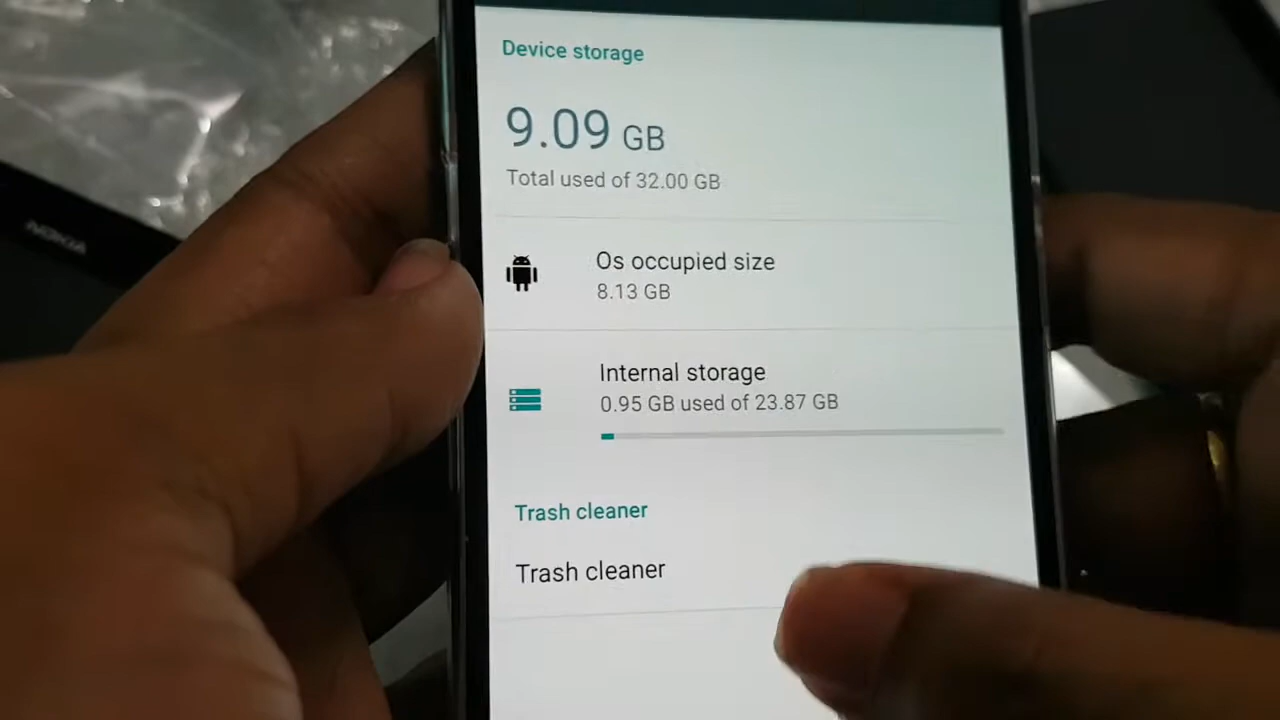 Device storage
9.09 GB
Total used of 32.00 GB
Os occupied size
8.13 GB
Internal storage
0.95 GB used of 23.87 GB
Trash cleaner
Trash cleaner
NOKIA